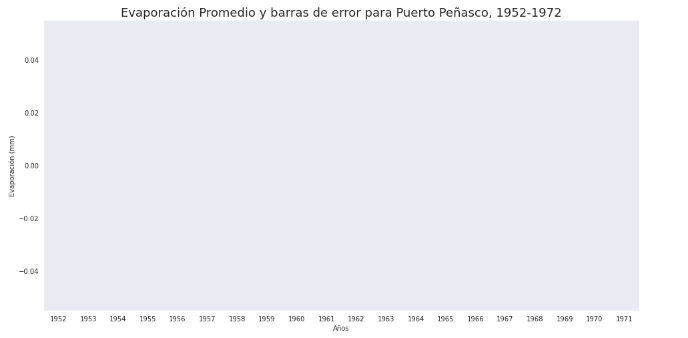 Evaporación Promedio y barras de error para Puerto Peñasco, 1952-1972
0.04
0.02
0.00
−0.02
−0.04
Evaporación (mm)
1952 1953 1954 1955 1956 1957 1958 1959 1960 1961 1962 1963 1964 1965 1966 1967 1968 1969 1970 1971
Años